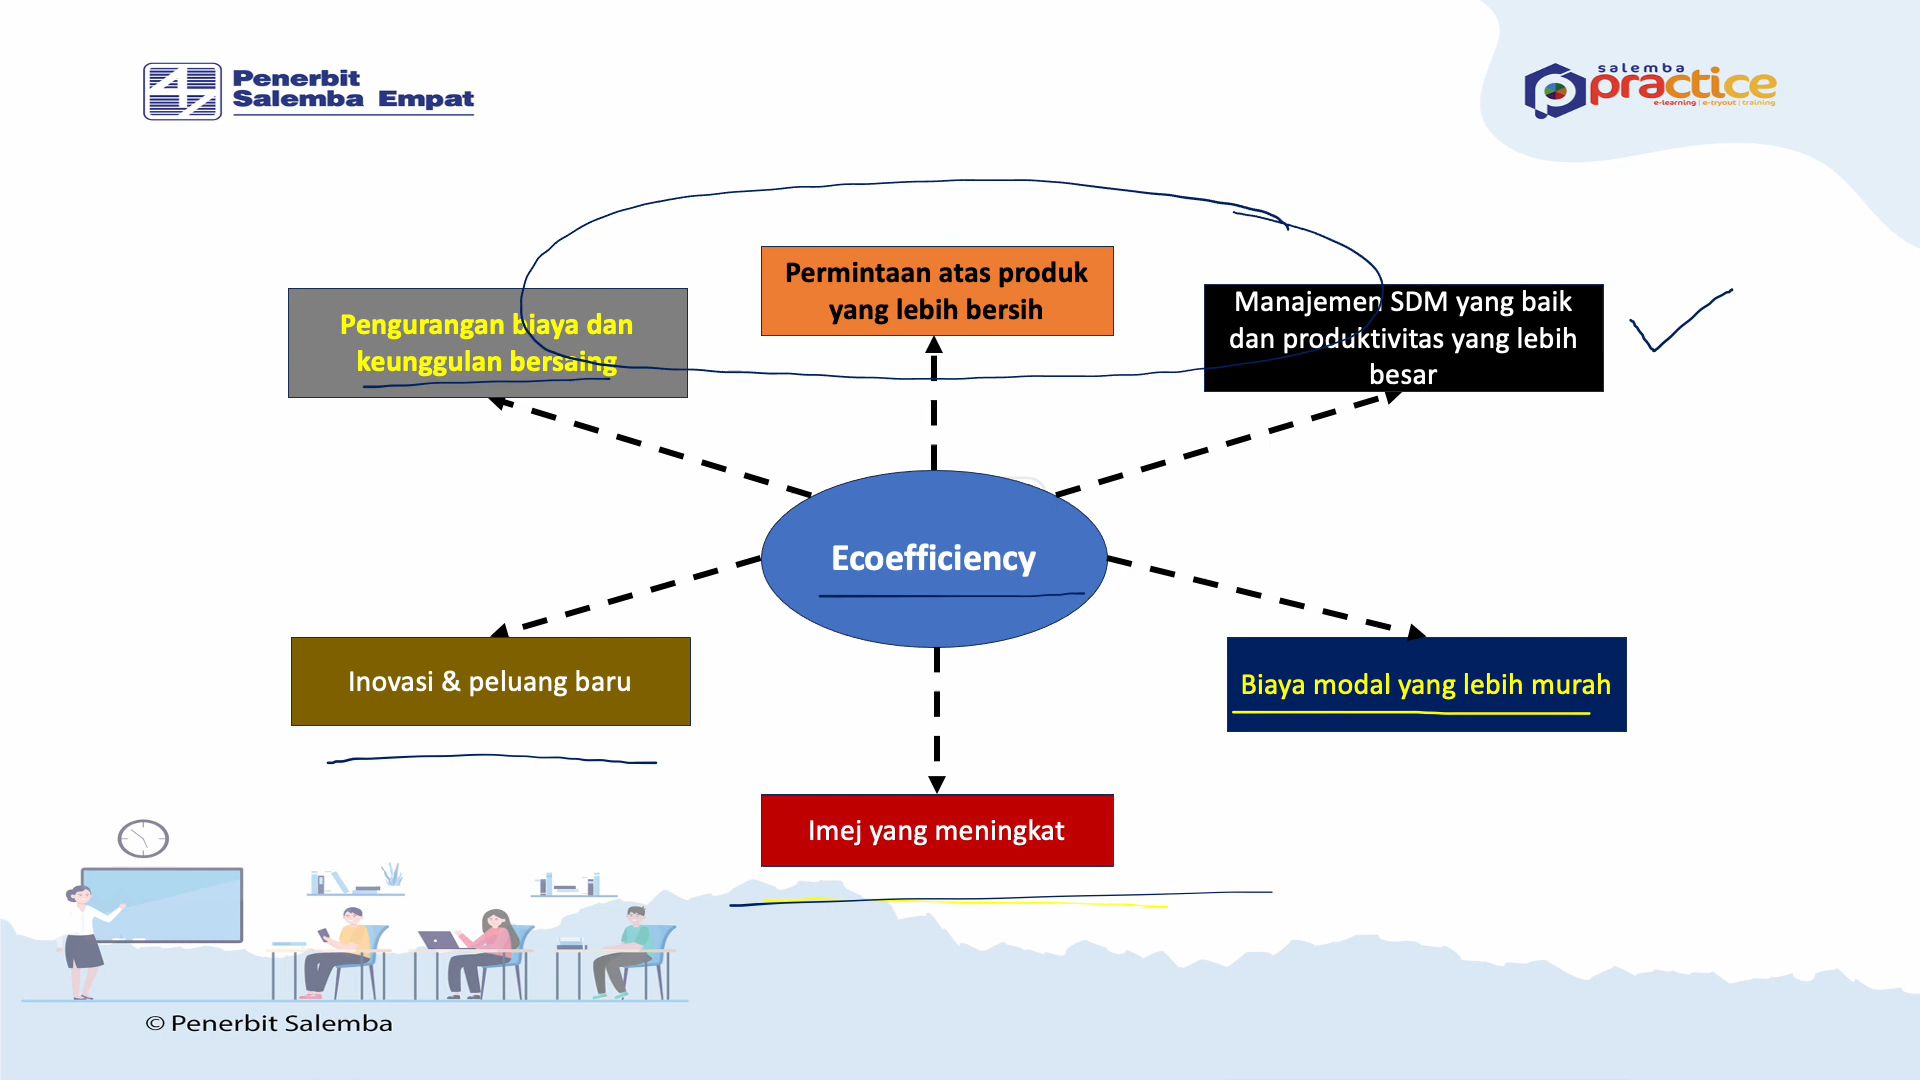 Penerbit
Salemba Empat
salemba
practice
e-learning | e-tryout | training
Permintaan atas produk
yang lebih bersih
Pengurangan biaya dan
keunggulan bersaing
Manajemen SDM yang baik
dan produktivitas yang lebih
besar
Ecoefficiency
Inovasi & peluang baru
Biaya modal yang lebih murah
Imej yang meningkat
© Penerbit Salemba